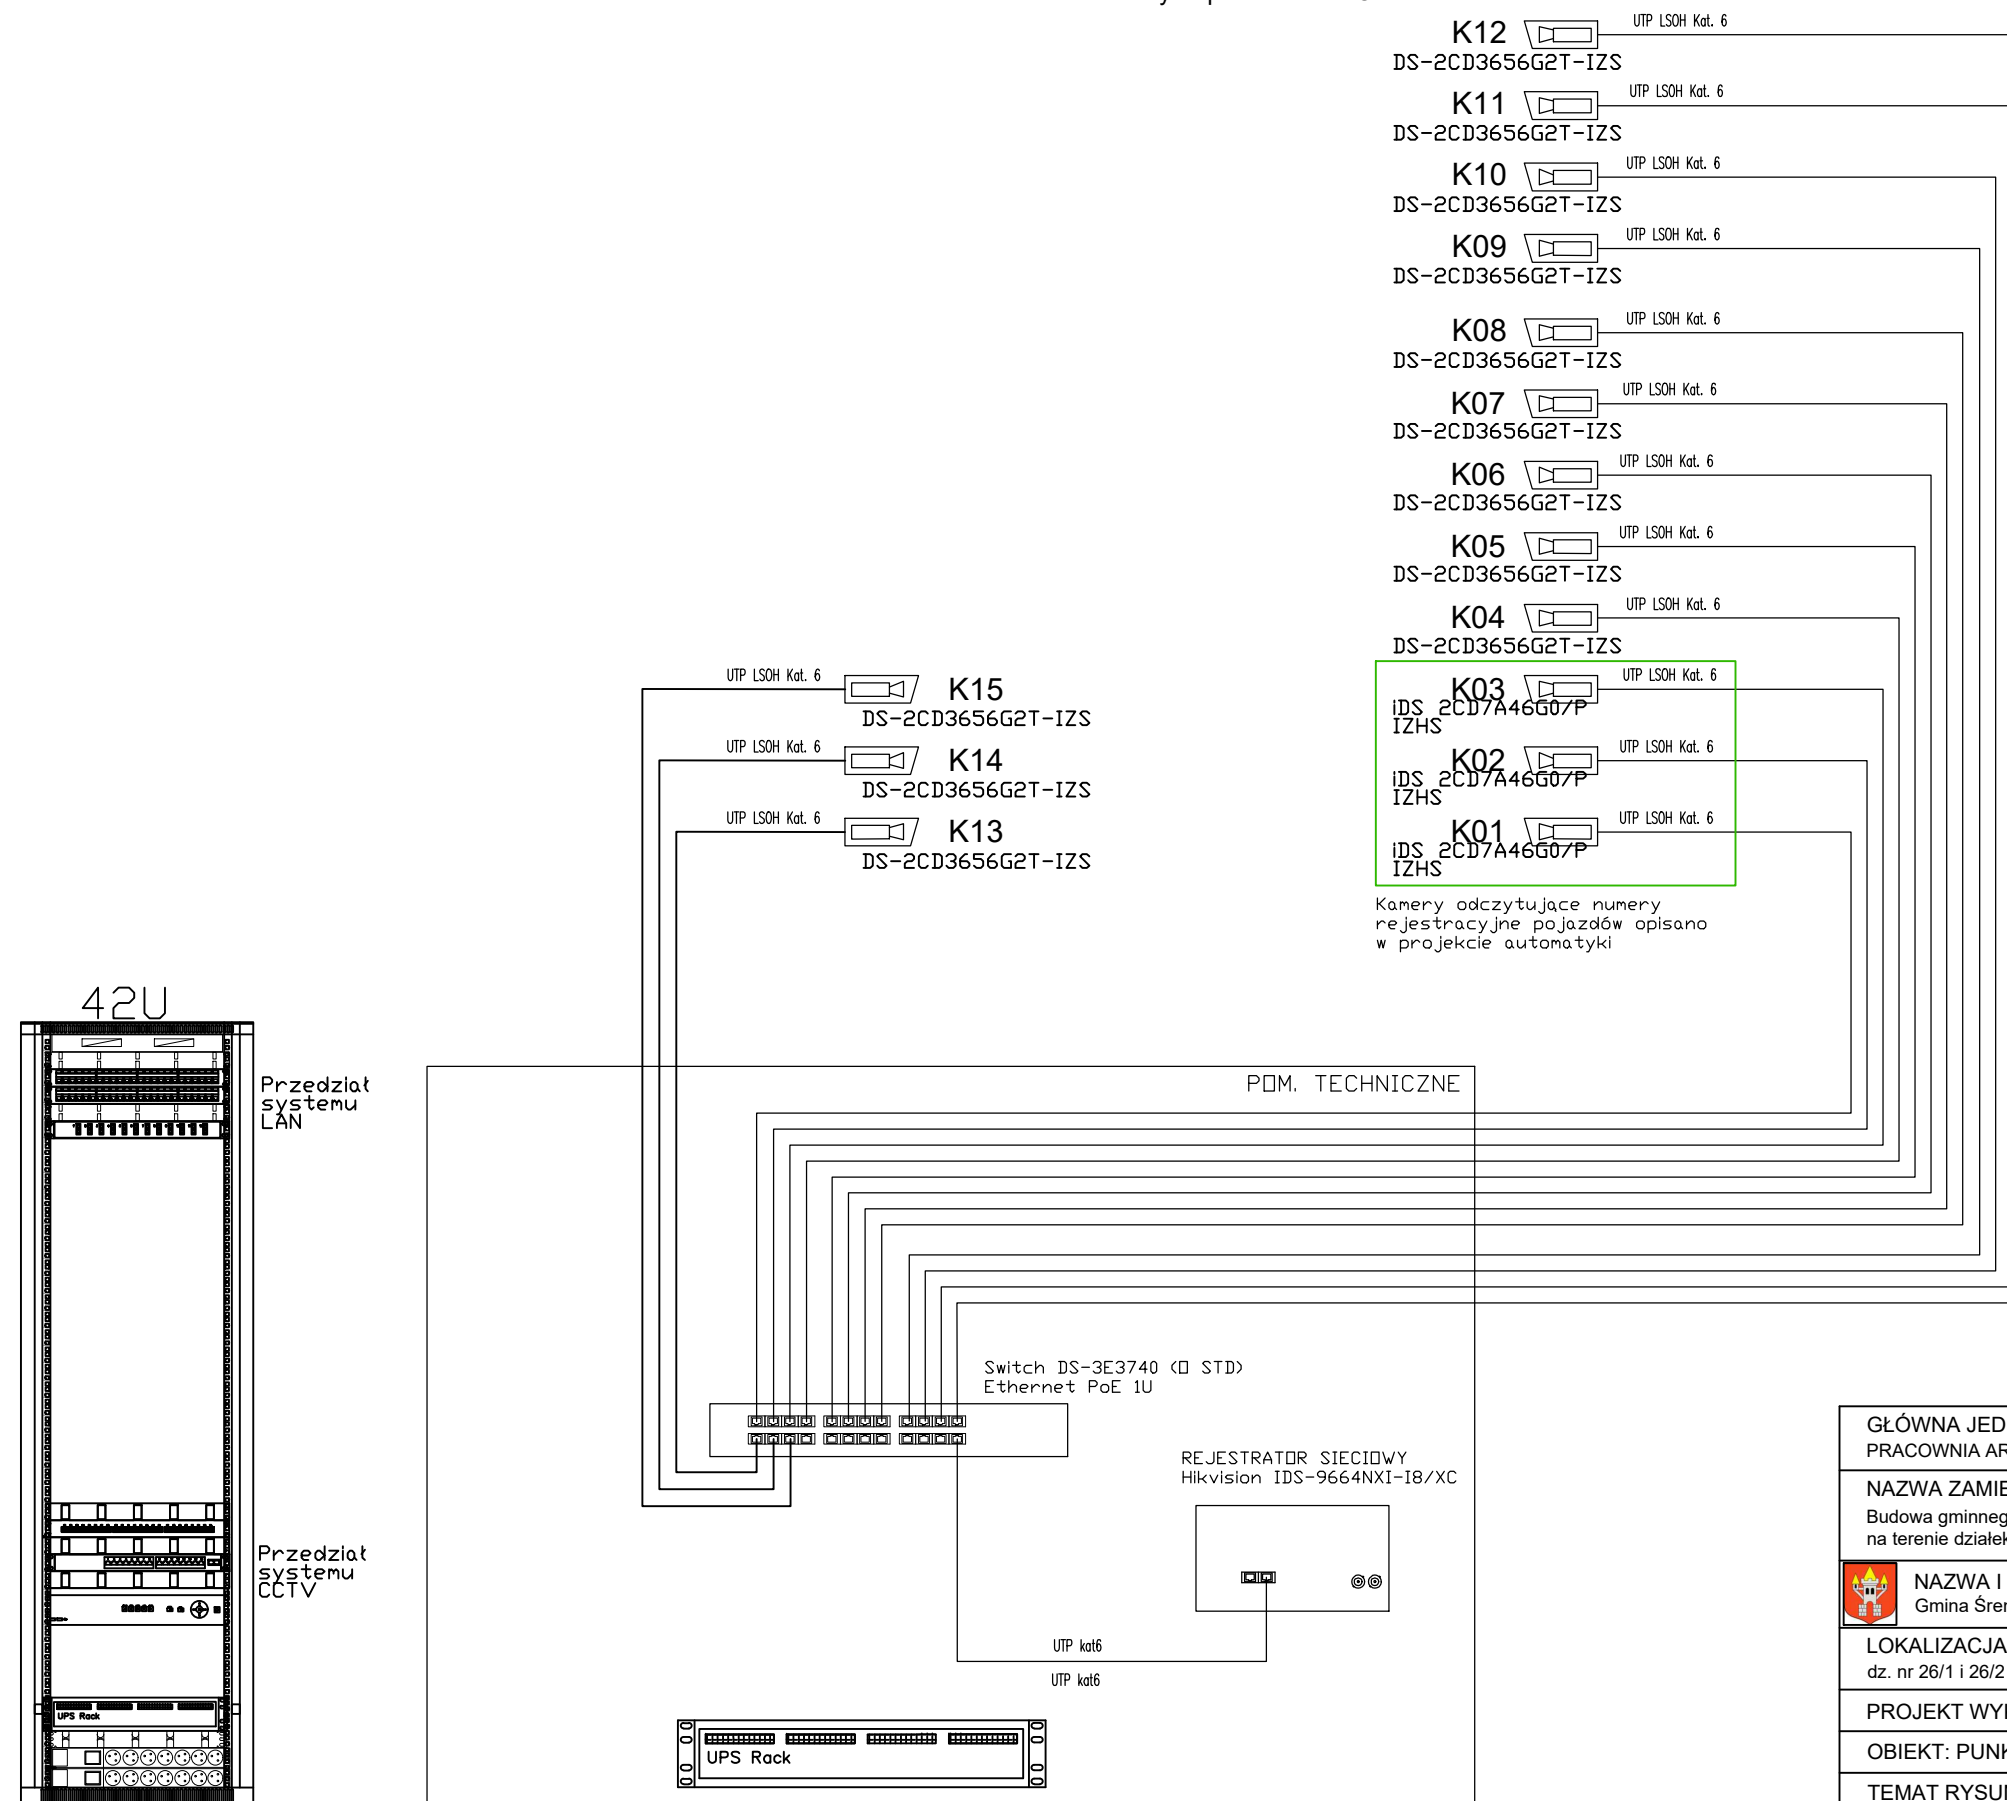 K12
UTP LSOH Kat. 6
DS-2CD3656G2T-IZS
K11
UTP LSOH Kat. 6
DS-2CD3656G2T-IZS
K10
UTP LSOH Kat. 6
DS-2CD3656G2T-IZS
K09
UTP LSOH Kat. 6
DS-2CD3656G2T-IZS
K08
UTP LSOH Kat. 6
DS-2CD3656G2T-IZS
K07
UTP LSOH Kat. 6
DS-2CD3656G2T-IZS
K06
UTP LSOH Kat. 6
DS-2CD3656G2T-IZS
K05
UTP LSOH Kat. 6
DS-2CD3656G2T-IZS
K04
UTP LSOH Kat. 6
DS-2CD3656G2T-IZS
UTP LSOH Kat. 6
K15
DS-2CD3656G2T-IZS
UTP LSOH Kat. 6
K14
DS-2CD3656G2T-IZS
UTP LSOH Kat. 6
K13
DS-2CD3656G2T-IZS
K03
UTP LSOH Kat. 6
iDS 2CD7A46G0/P
IZHS
K02
UTP LSOH Kat. 6
iDS 2CD7A46G0/P
IZHS
K01
UTP LSOH Kat. 6
iDS 2CD7A46G0/P
IZHS
Kamery odczytujące numery
rejestracyjne pojazdów opisano
w projekcie automatyki
42U
Przedział
systemu
LAN
POM. TECHNICZNE
Switch DS-3E3740 (O STD)
Ethernet PoE 1U
REJESTRATOR SIECIOWY
Hikvision IDS-9664NXI-I8/XC
Przedział
systemu
CCTV
UTP kat6
UTP kat6
UPS Rack
UPS Rack
GŁÓWNA JED
PRACOWNIA AR
NAZWA ZAMIE
Budowa gminneg
na terenie działek
NAZWA I
Gmina Śrem
LOKALIZACJA
dz. nr 26/1 i 26/2
PROJEKT WY
OBIEKT: PUN
TEMAT RYSU